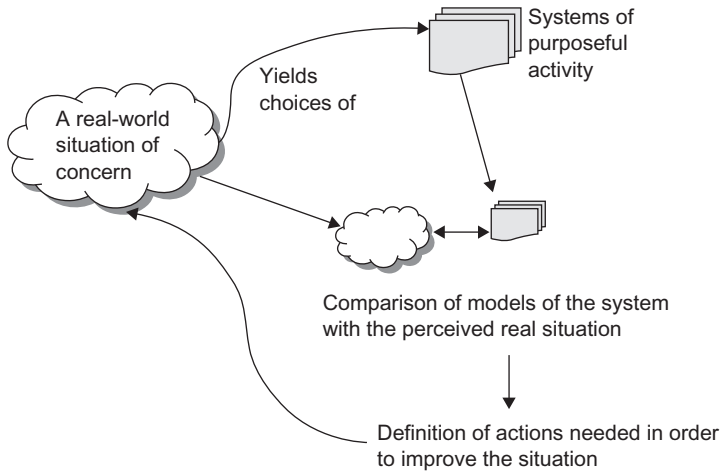 Systems of
purposeful
activity
Yields
choices of
A real-world
situation of
concern
Comparison of models of the system
with the perceived real situation
Definition of actions needed in order
to improve the situation